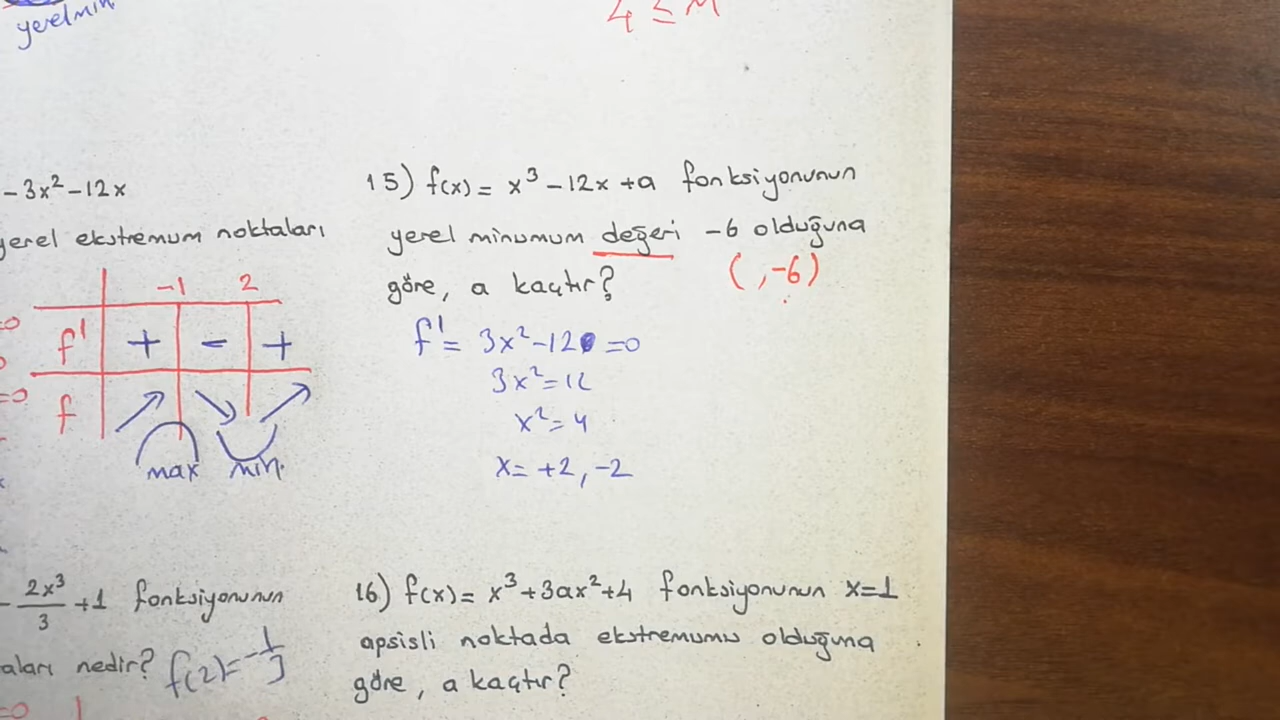 yerelmin
4 ≤ M
-3x²-12x
yerel ekstremum noktaları
-1 2
f' + - +
f
max min.
15) f(x) = x³-12x+a fonksiyonunun
yerel minumum değeri -6 olduğuna
göre, a kaçtır? ( ,-6)
f' = 3x²-12 =0
3x²=12
x²=4
x= +2, -2
- 2x³/3 +1 fonksiyonunun
aları nedir? f(2)=-1/3
16) f(x)= x³+3ax²+4 fonksiyonunun x=1
apsisli noktada ekstremumu olduğuna
göre, a kaçtır?